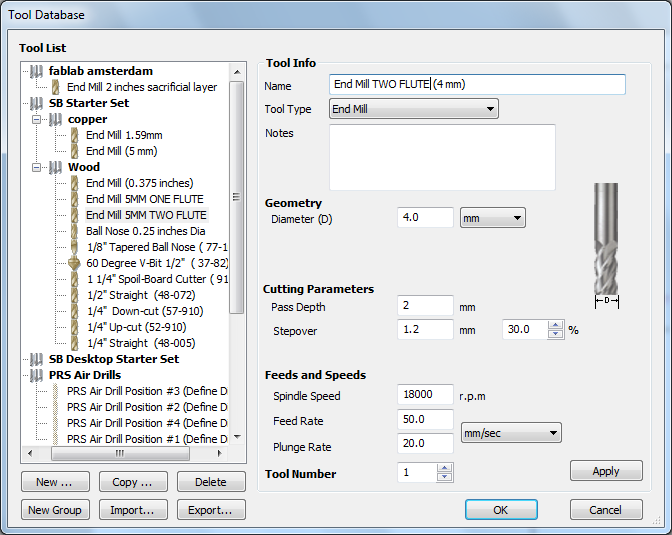 Tool Database
Tool List
fablab amsterdam
End Mill 2 inches sacrificial layer
SB Starter Set
copper
End Mill 1.59mm
End Mill (5 mm)
Wood
End Mill (0.375 inches)
End Mill 5MM ONE FLUTE
End Mill 5MM TWO FLUTE
Ball Nose 0.25 inches Dia
1/8" Tapered Ball Nose ( 77-1
60 Degree V-Bit 1/2" ( 37-82)
1 1/4" Spoil-Board Cutter ( 91
1/2" Straight (48-072)
1/4" Down-cut (57-910)
1/4" Up-cut (52-910)
1/4" Straight (48-005)
SB Desktop Starter Set
PRS Air Drills
PRS Air Drill Position #3 (Define D
PRS Air Drill Position #2 (Define D
PRS Air Drill Position #4 (Define D
PRS Air Drill Position #1 (Define D
New ...
Copy ...
Delete
New Group
Import...
Export...
Tool Info
Name End Mill TWO FLUTE (4 mm)
Tool Type End Mill
Notes
Geometry
Diameter (D) 4.0 mm
D
Cutting Parameters
Pass Depth 2 mm
Stepover 1.2 mm 30.0 %
Feeds and Speeds
Spindle Speed 18000 r.p.m
Feed Rate 50.0
mm/sec
Plunge Rate 20.0
Tool Number 1
Apply
OK
Cancel